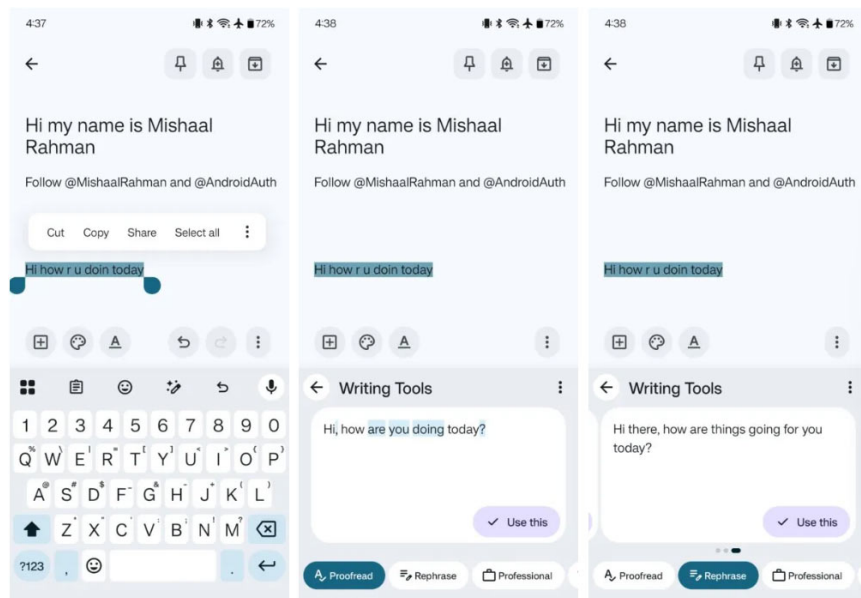 4:37
72%
Hi my name is Mishaal
Rahman
Follow @MishaalRahman and @AndroidAuth
Cut Copy Share Select all
Hi how r u doin today
A
1 2 3 4 5 6 7 8 9 0
Q W E R T Y U I O P
% \ | = [ ] < > { }
A S D F G H J K L
@ # $ - & - + ( )
Z X C V B N M
* " ' : ; ! ?
?123 , .
4:38
72%
Hi my name is Mishaal
Rahman
Follow @MishaalRahman and @AndroidAuth
Hi how r u doin today
A
Writing Tools
Hi, how are you doing today?
Use this
Proofread Rephrase Professional
4:38
72%
Hi my name is Mishaal
Rahman
Follow @MishaalRahman and @AndroidAuth
Hi how r u doin today
A
Writing Tools
Hi there, how are things going for you
today?
Use this
Proofread Rephrase Professional